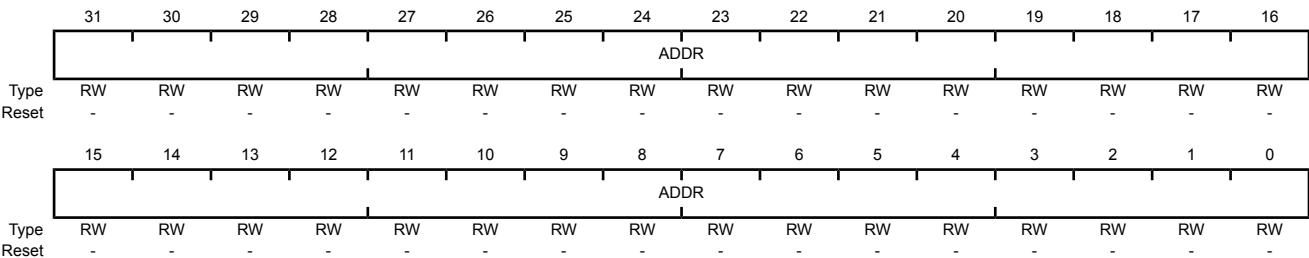 31 30 29 28 27 26 25 24 23 22 21 20 19 18 17 16
ADDR
Type RW RW RW RW RW RW RW RW RW RW RW RW RW RW RW RW
Reset - - - - - - - - - - - - - - - -
15 14 13 12 11 10 9 8 7 6 5 4 3 2 1 0
ADDR
Type RW RW RW RW RW RW RW RW RW RW RW RW RW RW RW RW
Reset - - - - - - - - - - - - - - - -